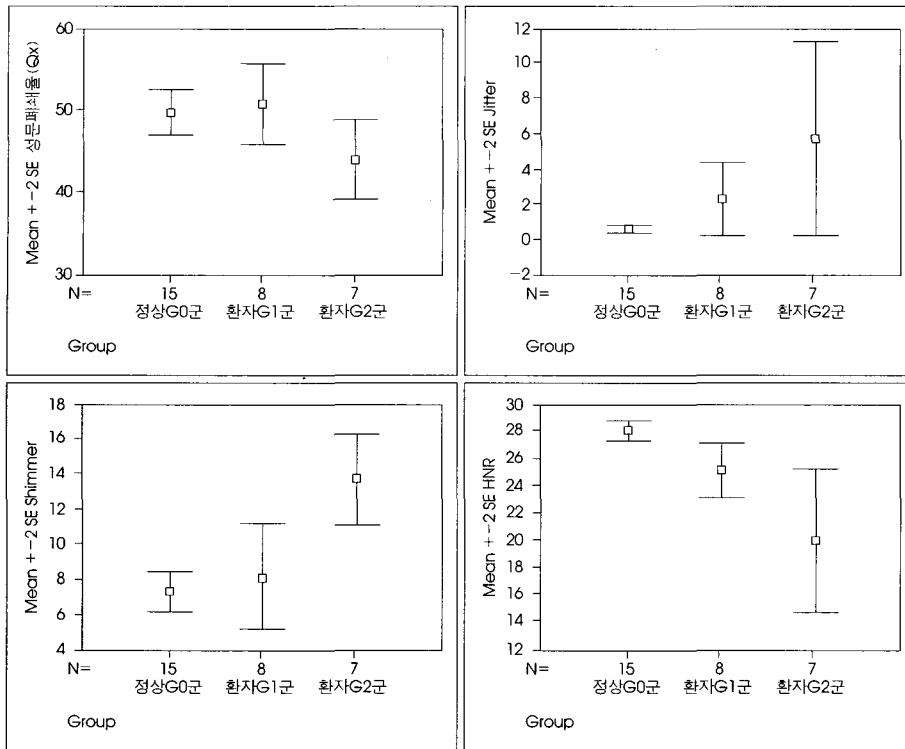 Mean +-2 SE 성문폐쇄율(Qx)
60
50
40
30
N= 15 8 7
정상G0군 환자G1군 환자G2군
Group
Mean +-2 SE Jitter
12
10
8
6
4
2
0
-2
N= 15 8 7
정상G0군 환자G1군 환자G2군
Group
Mean +-2 SE Shimmer
18
16
14
12
10
8
6
4
N= 15 8 7
정상G0군 환자G1군 환자G2군
Group
Mean +-2 SE HNR
30
28
26
24
22
20
18
16
14
12
N= 15 8 7
정상G0군 환자G1군 환자G2군
Group